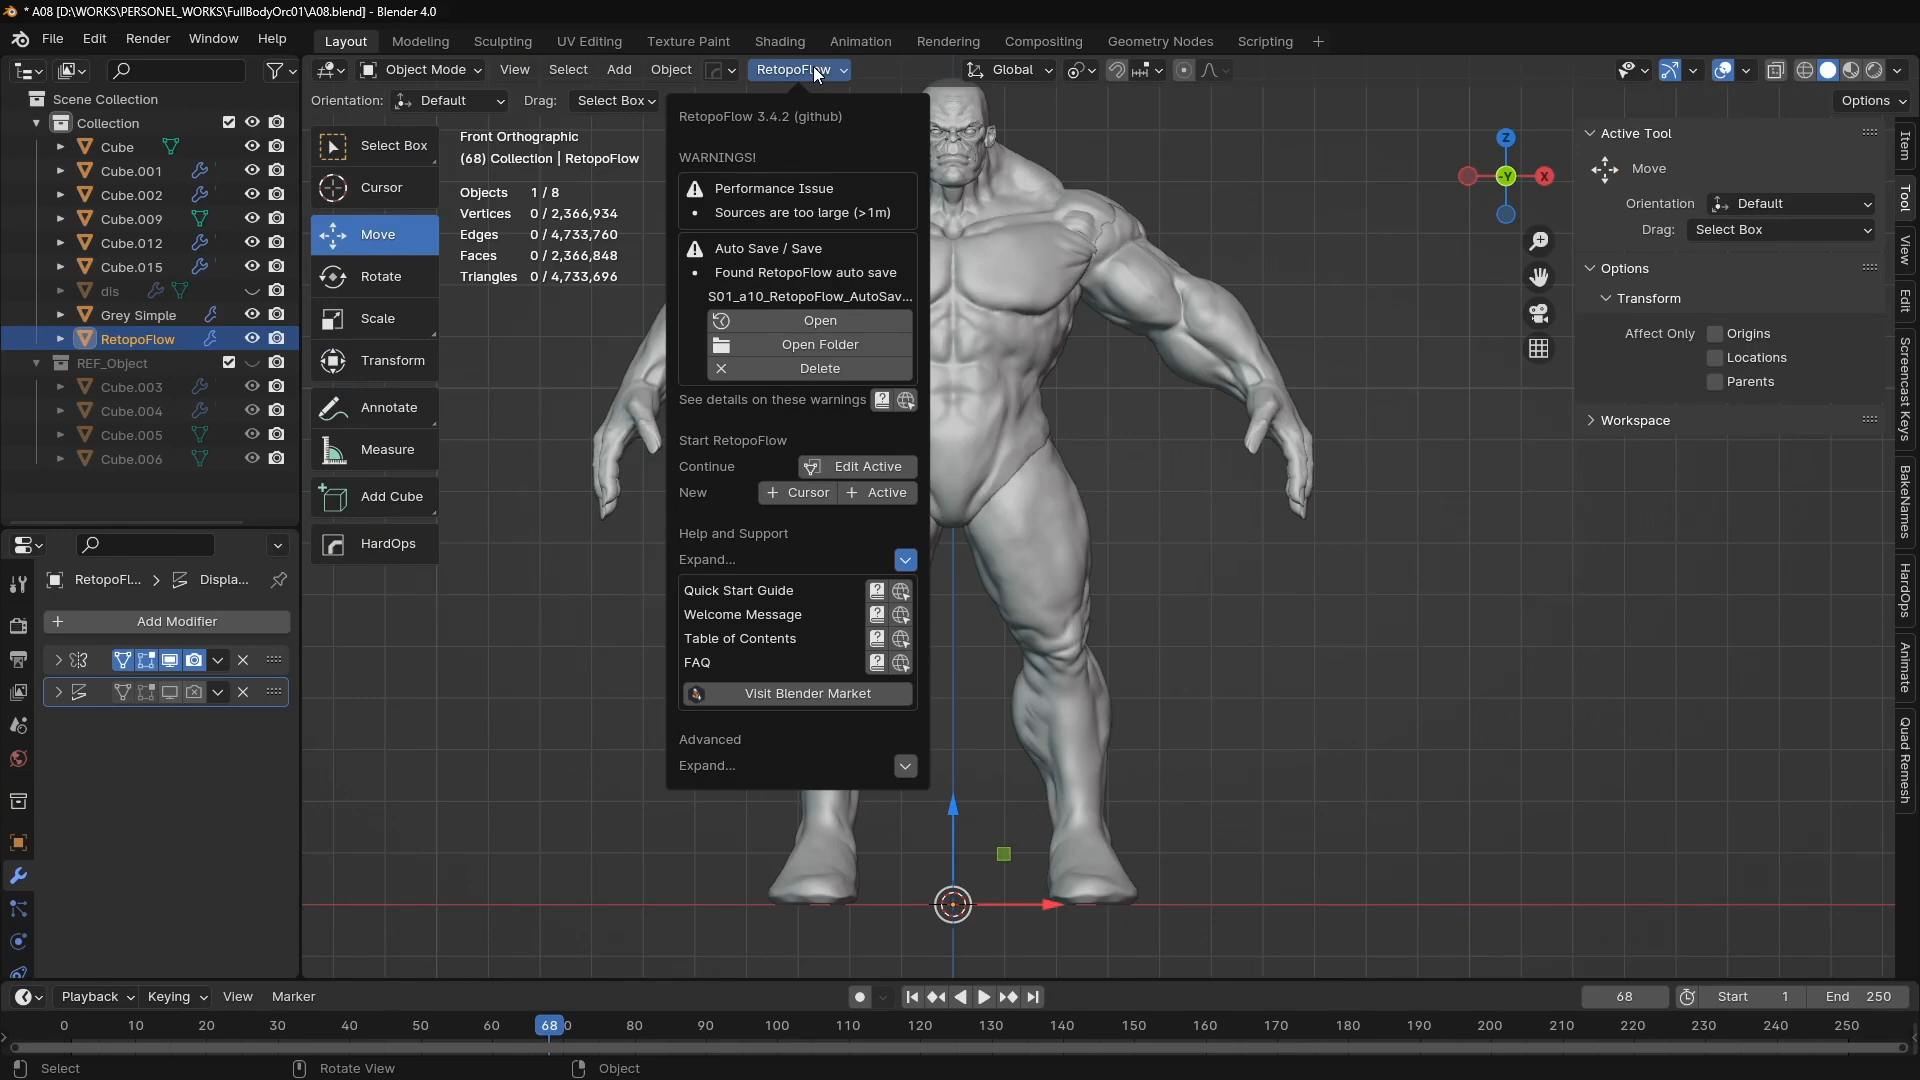 * A08 [D:\WORKS\PERSONEL_WORKS\FullBodyOrc01\A08.blend] - Blender 4.0
File Edit Render Window Help
Layout Modeling Sculpting UV Editing Texture Paint Shading Animation Rendering Compositing Geometry Nodes Scripting
Object Mode View Select Add Object RetopoFlow Global
Orientation: Default Drag: Select Box Options
Scene Collection
Collection
Cube
Cube.001
Cube.002
Cube.009
Cube.012
Cube.015
dis
Grey Simple
RetopoFlow
REF_Object
Cube.003
Cube.004
Cube.005
Cube.006
RetopoFl... Displa...
Add Modifier
Select Box
Cursor
Move
Rotate
Scale
Transform
Annotate
Measure
Add Cube
HardOps
Front Orthographic
(68) Collection | RetopoFlow
Objects 1 / 8
Vertices 0 / 2,366,934
Edges 0 / 4,733,760
Faces 0 / 2,366,848
Triangles 0 / 4,733,696
RetopoFlow 3.4.2 (github)
WARNINGS!
Performance Issue
• Sources are too large (>1m)
Auto Save / Save
• Found RetopoFlow auto save
S01_a10_RetopoFlow_AutoSav...
Open
Open Folder
Delete
See details on these warnings
Start RetopoFlow
Continue Edit Active
New Cursor Active
Help and Support
Expand...
Quick Start Guide
Welcome Message
Table of Contents
FAQ
Visit Blender Market
Advanced
Expand...
Z
-Y
X
Active Tool
Move
Orientation Default
Drag: Select Box
Options
Transform
Affect Only Origins
Locations
Parents
Workspace
Item
Tool
View
Edit
Screencast Keys
BakeNames
HardOps
Animate
Quad Remesh
Playback Keying View Marker
68 Start 1 End 250
0 10 20 30 40 50 60 68 0 80 90 100 110 120 130 140 150 160 170 180 190 200 210 220 230 240 250
Select Rotate View Object